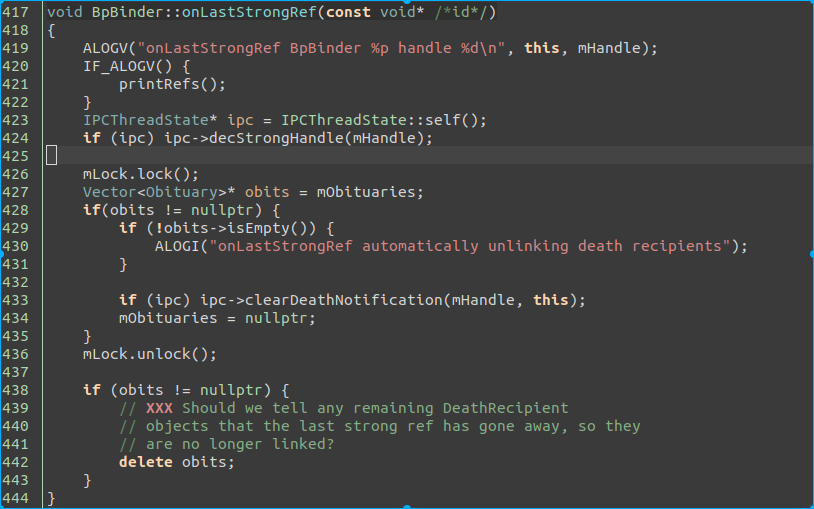 417 void BpBinder::onLastStrongRef(const void* /*id*/)
418 {
419     ALOGV("onLastStrongRef BpBinder %p handle %d\n", this, mHandle);
420     IF_ALOGV() {
421         printRefs();
422     }
423     IPCThreadState* ipc = IPCThreadState::self();
424     if (ipc) ipc->decStrongHandle(mHandle);
425
426     mLock.lock();
427     Vector<Obituary>* obits = mObituaries;
428     if(obits != nullptr) {
429         if (!obits->isEmpty()) {
430             ALOGI("onLastStrongRef automatically unlinking death recipients");
431         }
432
433         if (ipc) ipc->clearDeathNotification(mHandle, this);
434         mObituaries = nullptr;
435     }
436     mLock.unlock();
437
438     if (obits != nullptr) {
439         // XXX Should we tell any remaining DeathRecipient
440         // objects that the last strong ref has gone away, so they
441         // are no longer linked?
442         delete obits;
443     }
444 }